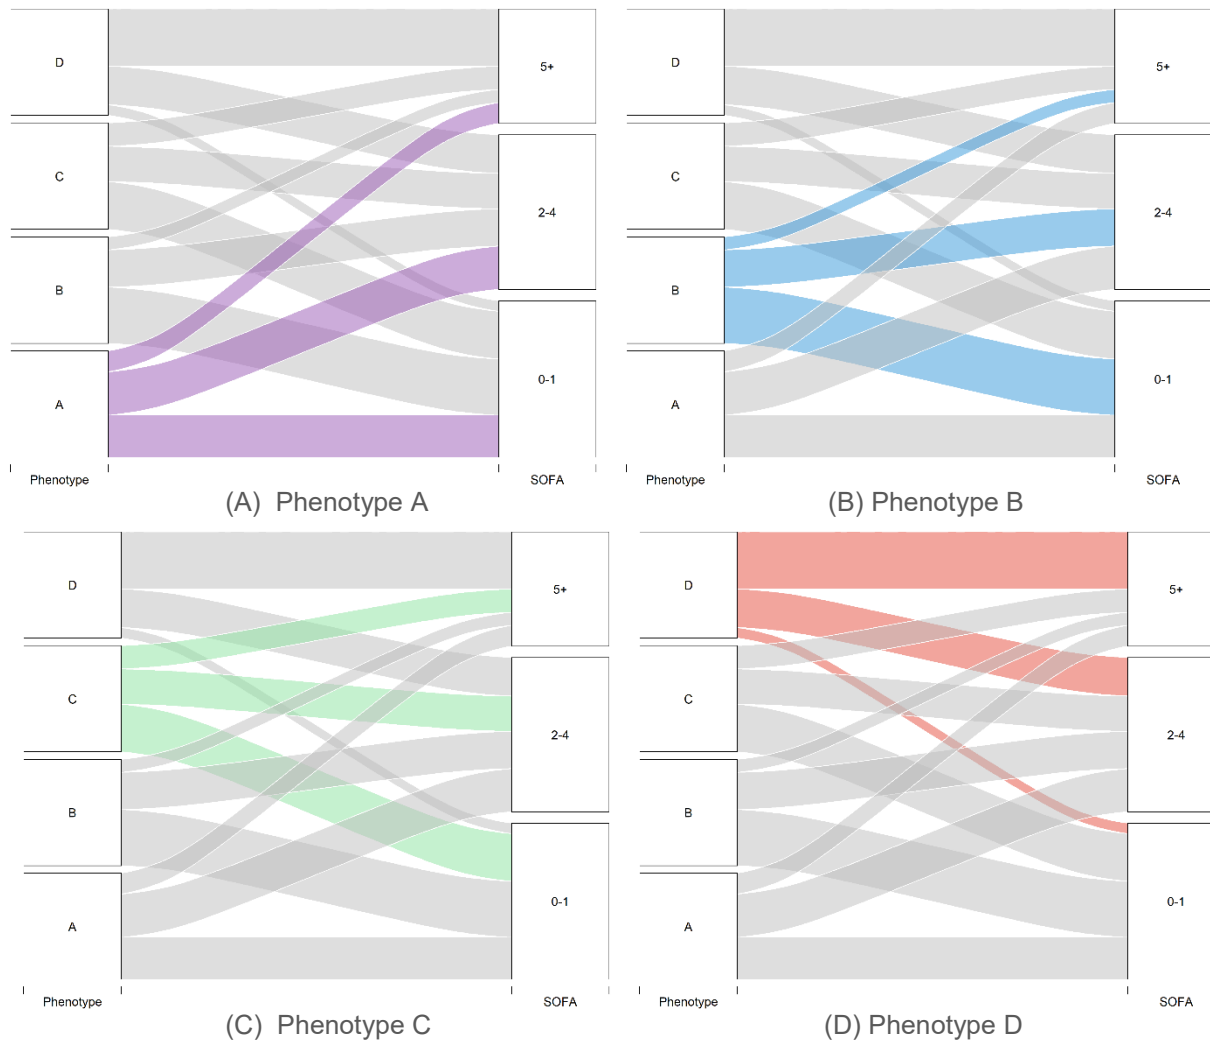 D
5+
C
2-4
B
0-1
A
Phenotype
SOFA
(A) Phenotype A
D
5+
C
2-4
B
0-1
A
Phenotype
SOFA
(B) Phenotype B
D
5+
C
2-4
B
0-1
A
Phenotype
SOFA
(C) Phenotype C
D
5+
C
2-4
B
0-1
A
Phenotype
SOFA
(D) Phenotype D